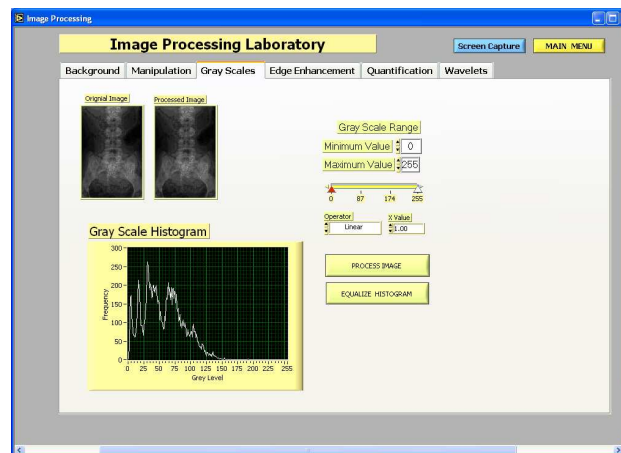 Image Processing
Image Processing Laboratory
Screen Capture
MAIN MENU
Background Manipulation Gray Scales Edge Enhancement Quantification Wavelets
Orignial Image
Processed Image
Gray Scale Range
Minimum Value 0
Maximum Value 255
0 87 174 255
Operator
X Value
Linear
1.00
PROCESS IMAGE
EQUALIZE HISTOGRAM
Gray Scale Histogram
300
250
200
150
100
50
0
Frequency
0 25 50 75 100 125 150 175 200 225 255
Grey Level